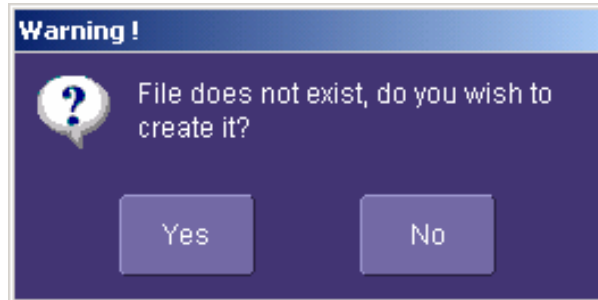 Warning !
File does not exist, do you wish to
create it?
Yes
No